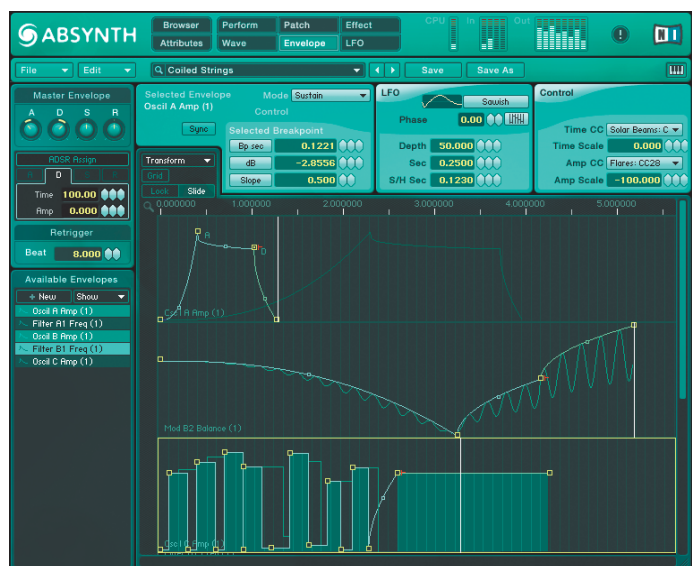 ABSYNTH
Browser Perform Patch Effect
Attributes Wave Envelope LFO
CPU In Out
!
NI
File Edit Coiled Strings Save Save As
Master Envelope
A D S R
ADSR Assign
A D S R
Time 100.00
Amp 0.000
Retrigger
Beat 8.000
Available Envelopes
+ New Show
Oscil A Amp (1)
Filter A1 Freq (1)
Oscil B Amp (1)
Filter B1 Freq (1)
Oscil C Amp (1)
Selected Envelope Mode Sustain
Oscil A Amp (1)
Control
Sync Selected Breakpoint
Bp sec 0.1221
dB -2.8556
Slope 0.500
Transform
Grid
Lock Slide
LFO
Sawish
Phase 0.00
Depth 50.000
Sec 0.2500
S/H Sec 0.1230
Control
Time CC Solar Beams: C
Time Scale 0.000
Amp CC Flares: CC28
Amp Scale -100.000
0.000000 1.000000 2.000000 3.000000 4.000000 5.000000
A
D
Oscil A Amp (1)
Mod B2 Balance (1)
Oscil C Amp (1)